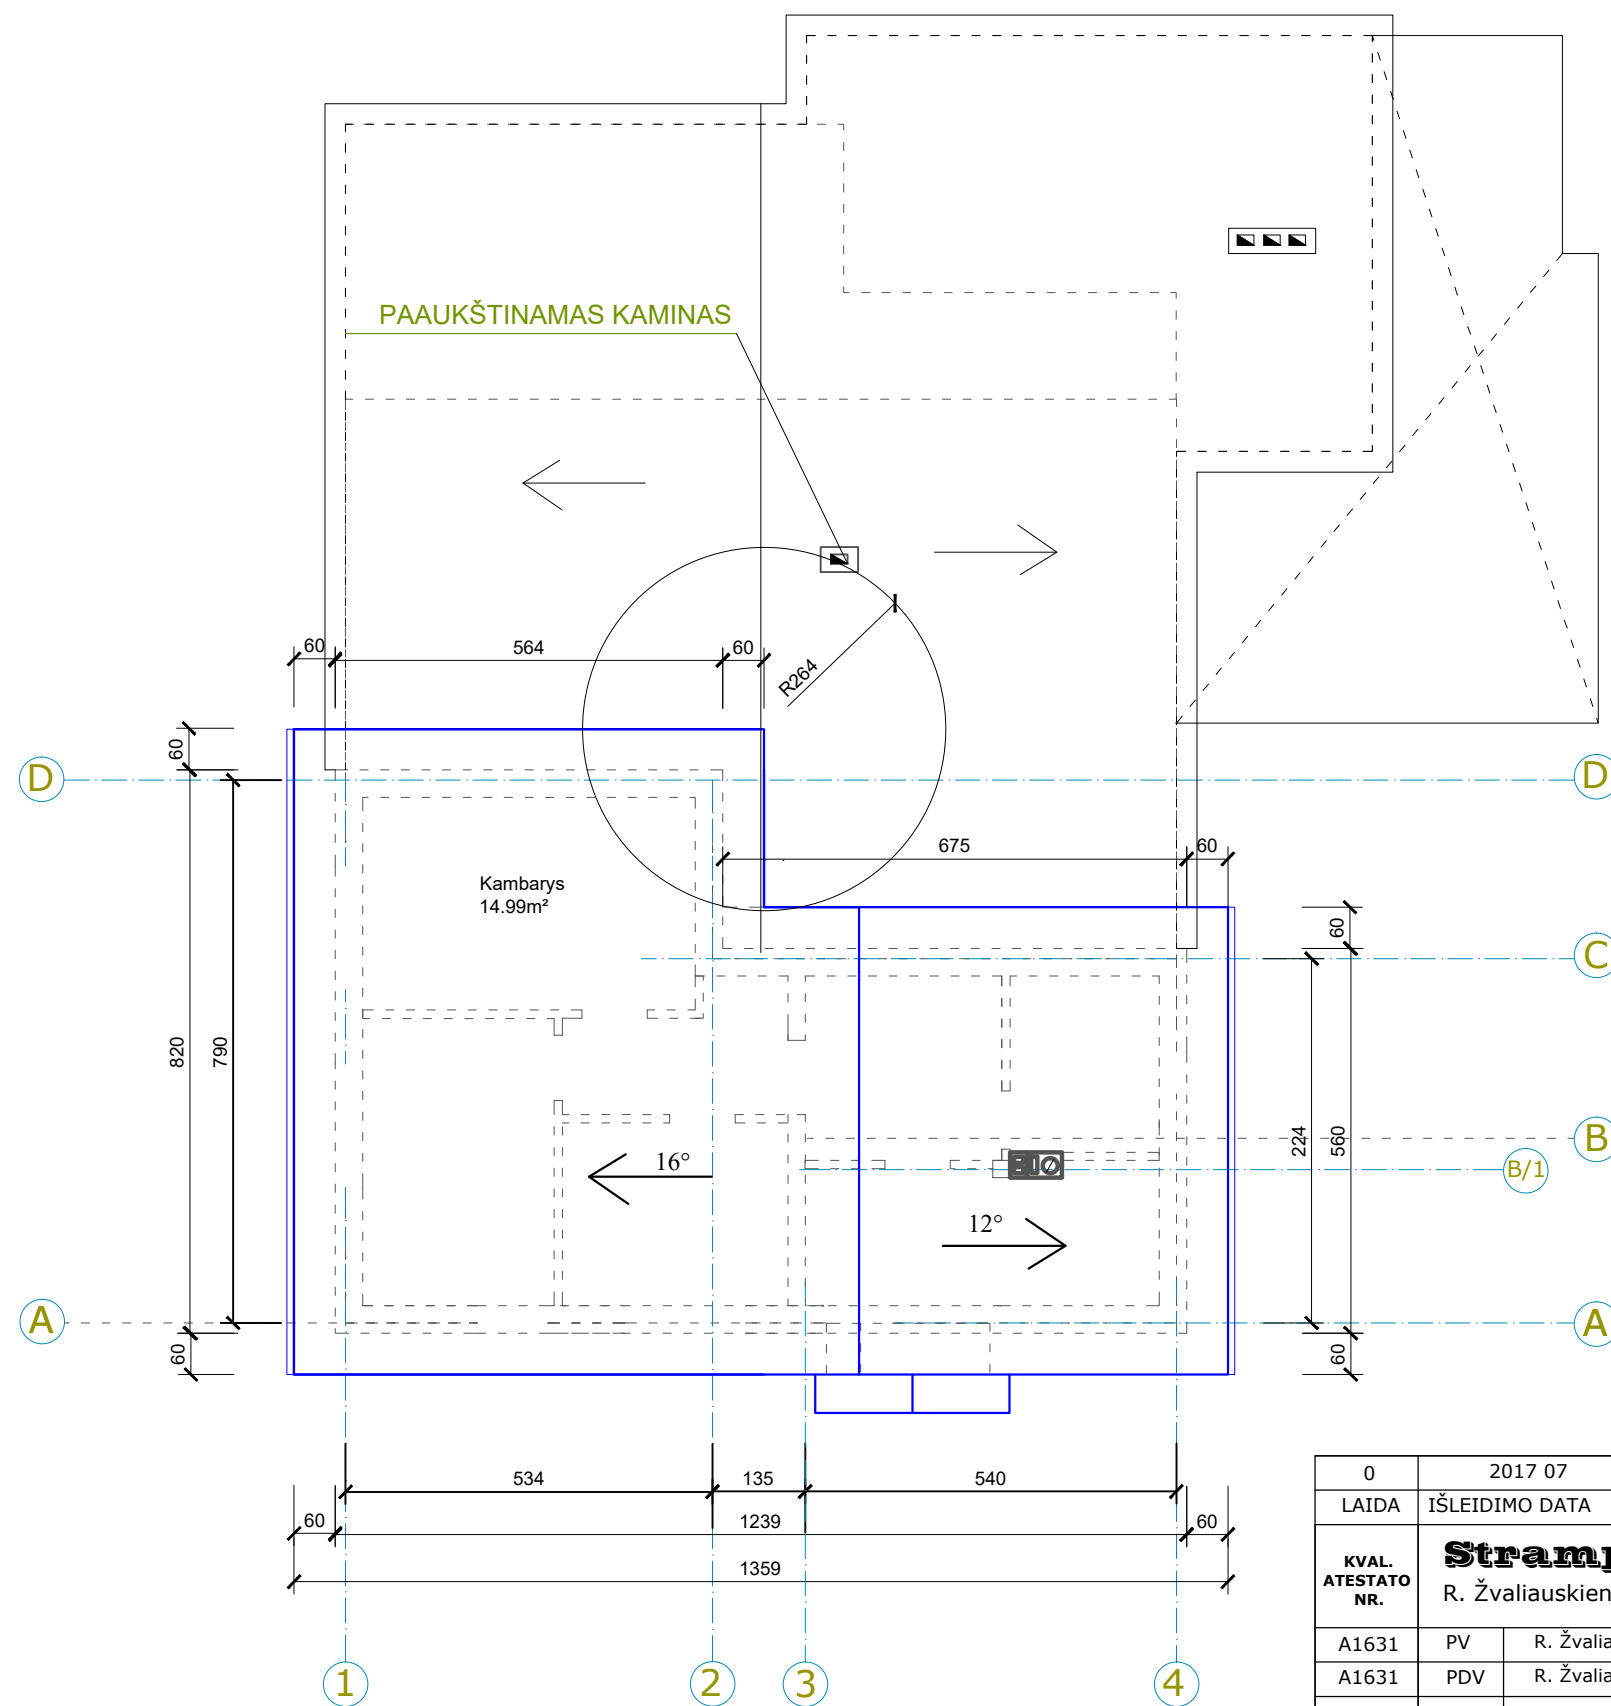 PAAUKŠTINAMAS KAMINAS
60
564
60
R264
60
D
D
675
60
Kambarys
14.99m²
60
C
820
790
224
560
B
16°
B/1
12°
A
A
60
60
534
135
540
60
1239
60
1359
1
2
3
4
0
2017 07
LAIDA
IŠLEIDIMO DATA
KVAL.
ATESTATO
NR.
R. Žvaliauskien
A1631
PV
R. Žvalia
A1631
PDV
R. Žvalia